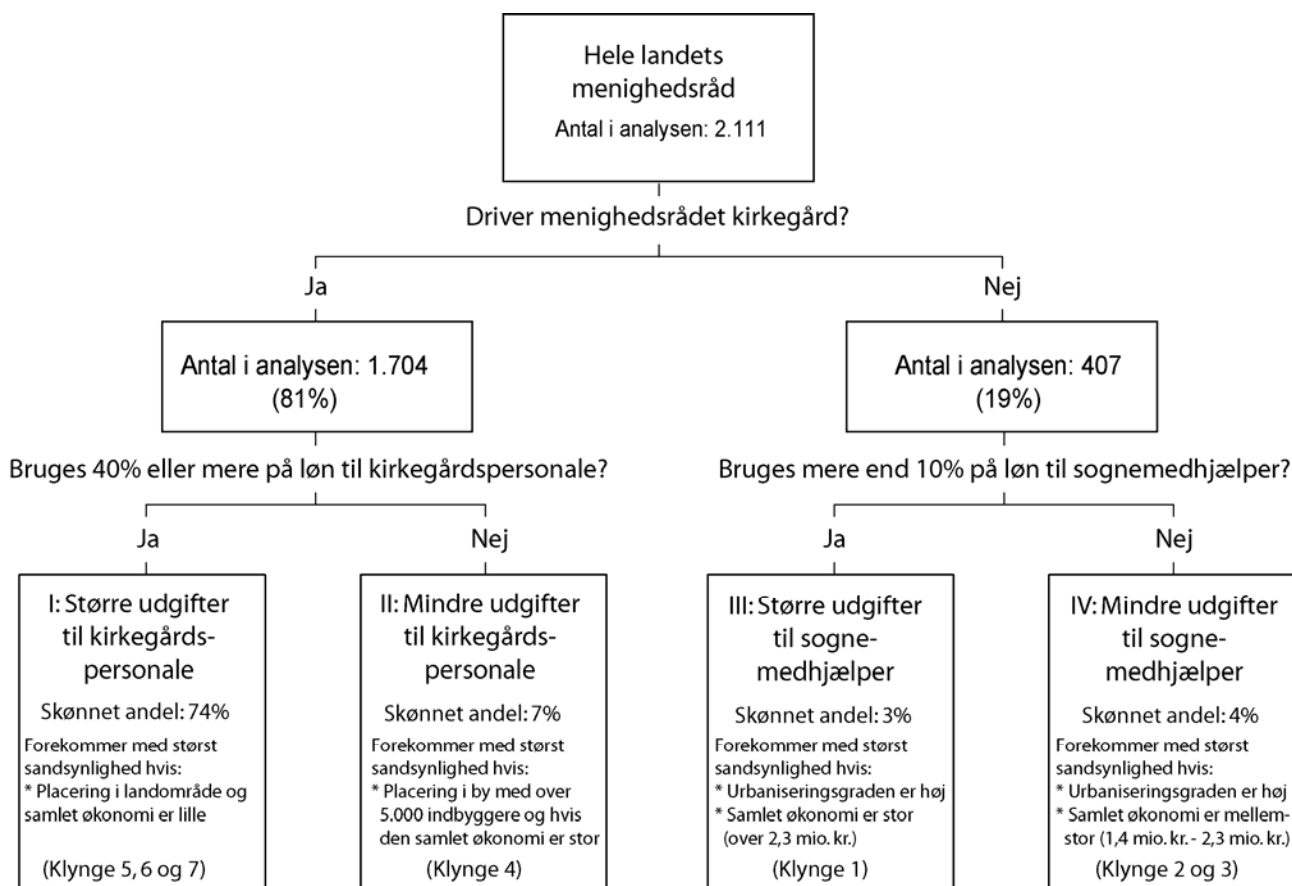 Hele landets
menighedsråd
Antal i analysen: 2.111
Driver menighedsrådet kirkegård?
Ja
Nej
Antal i analysen: 1.704
(81%)
Antal i analysen: 407
(19%)
Bruges 40% eller mere på løn til kirkegårdspersonale?
Bruges mere end 10% på løn til sognemedhjælper?
Ja
Nej
Ja
Nej
I: Større udgifter
til kirkegårds-
personale
Skønnet andel: 74%
Forekommer med størst
sandsynlighed hvis:
* Placering i landområde og
samlet økonomi er lille
(Klynge 5, 6 og 7)
II: Mindre udgifter
til kirkegårds-
personale
Skønnet andel: 7%
Forekommer med størst
sandsynlighed hvis:
* Placering i by med over
5.000 indbyggere og hvis
den samlet økonomi er stor
(Klynge 4)
III: Større udgifter
til sogne-
medhjælper
Skønnet andel: 3%
Forekommer med størst
sandsynlighed hvis:
* Urbaniseringsgraden er høj
* Samlet økonomi er stor
(over 2,3 mio. kr.)
(Klynge 1)
IV: Mindre udgifter
til sogne-
medhjælper
Skønnet andel: 4%
Forekommer med størst
sandsynlighed hvis:
* Urbaniseringsgraden er høj
* Samlet økonomi er mellem-
stor (1,4 mio. kr. - 2,3 mio. kr.)
(Klynge 2 og 3)